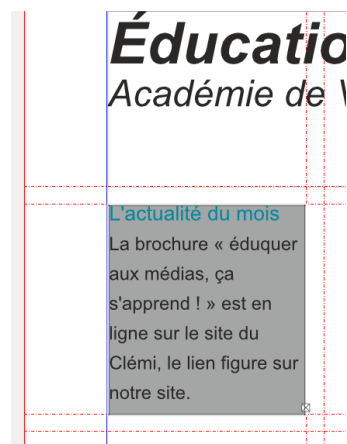 Éducatio
Académie de V
L'actualité du mois
La brochure « éduquer
aux médias, ça
s'apprend ! » est en
ligne sur le site du
Clémi, le lien figure sur
notre site.